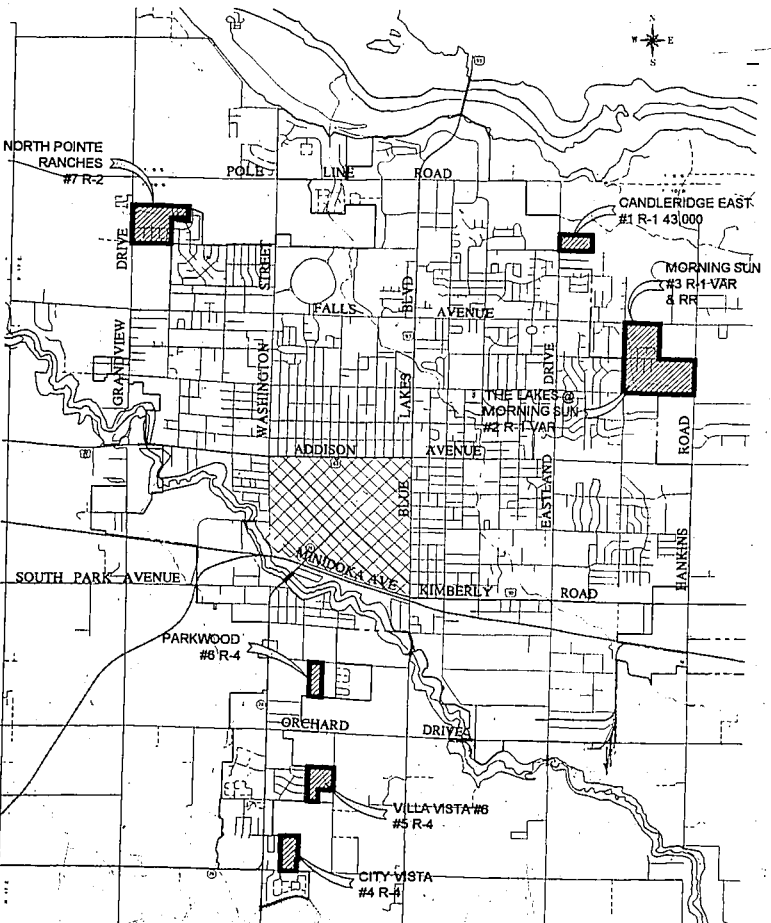 N
W E
S
93
NORTH POINTE
RANCHES
#7 R-2
POLE LINE ROAD
CANDLERIDGE EAST
#1 R-1 43,000
DRIVE
STREET
MORNING SUN
#3 R-1 VAR
& RR
BLVD
FALLS AVENUE
GRANDVIEW
WASHINGTON
LAKES
DRIVE
THE LAKES @
MORNING SUN
#2 R-1 VAR
ADDISON AVENUE
ROAD
BLUE
EASTLAND
HANKINS
MINIDOKA AVE
SOUTH PARK AVENUE
KIMBERLY ROAD
PARKWOOD
#6 R-4
ORCHARD DRIVE
VILLA VISTA #6
#5 R-4
CITY VISTA
#4 R-4